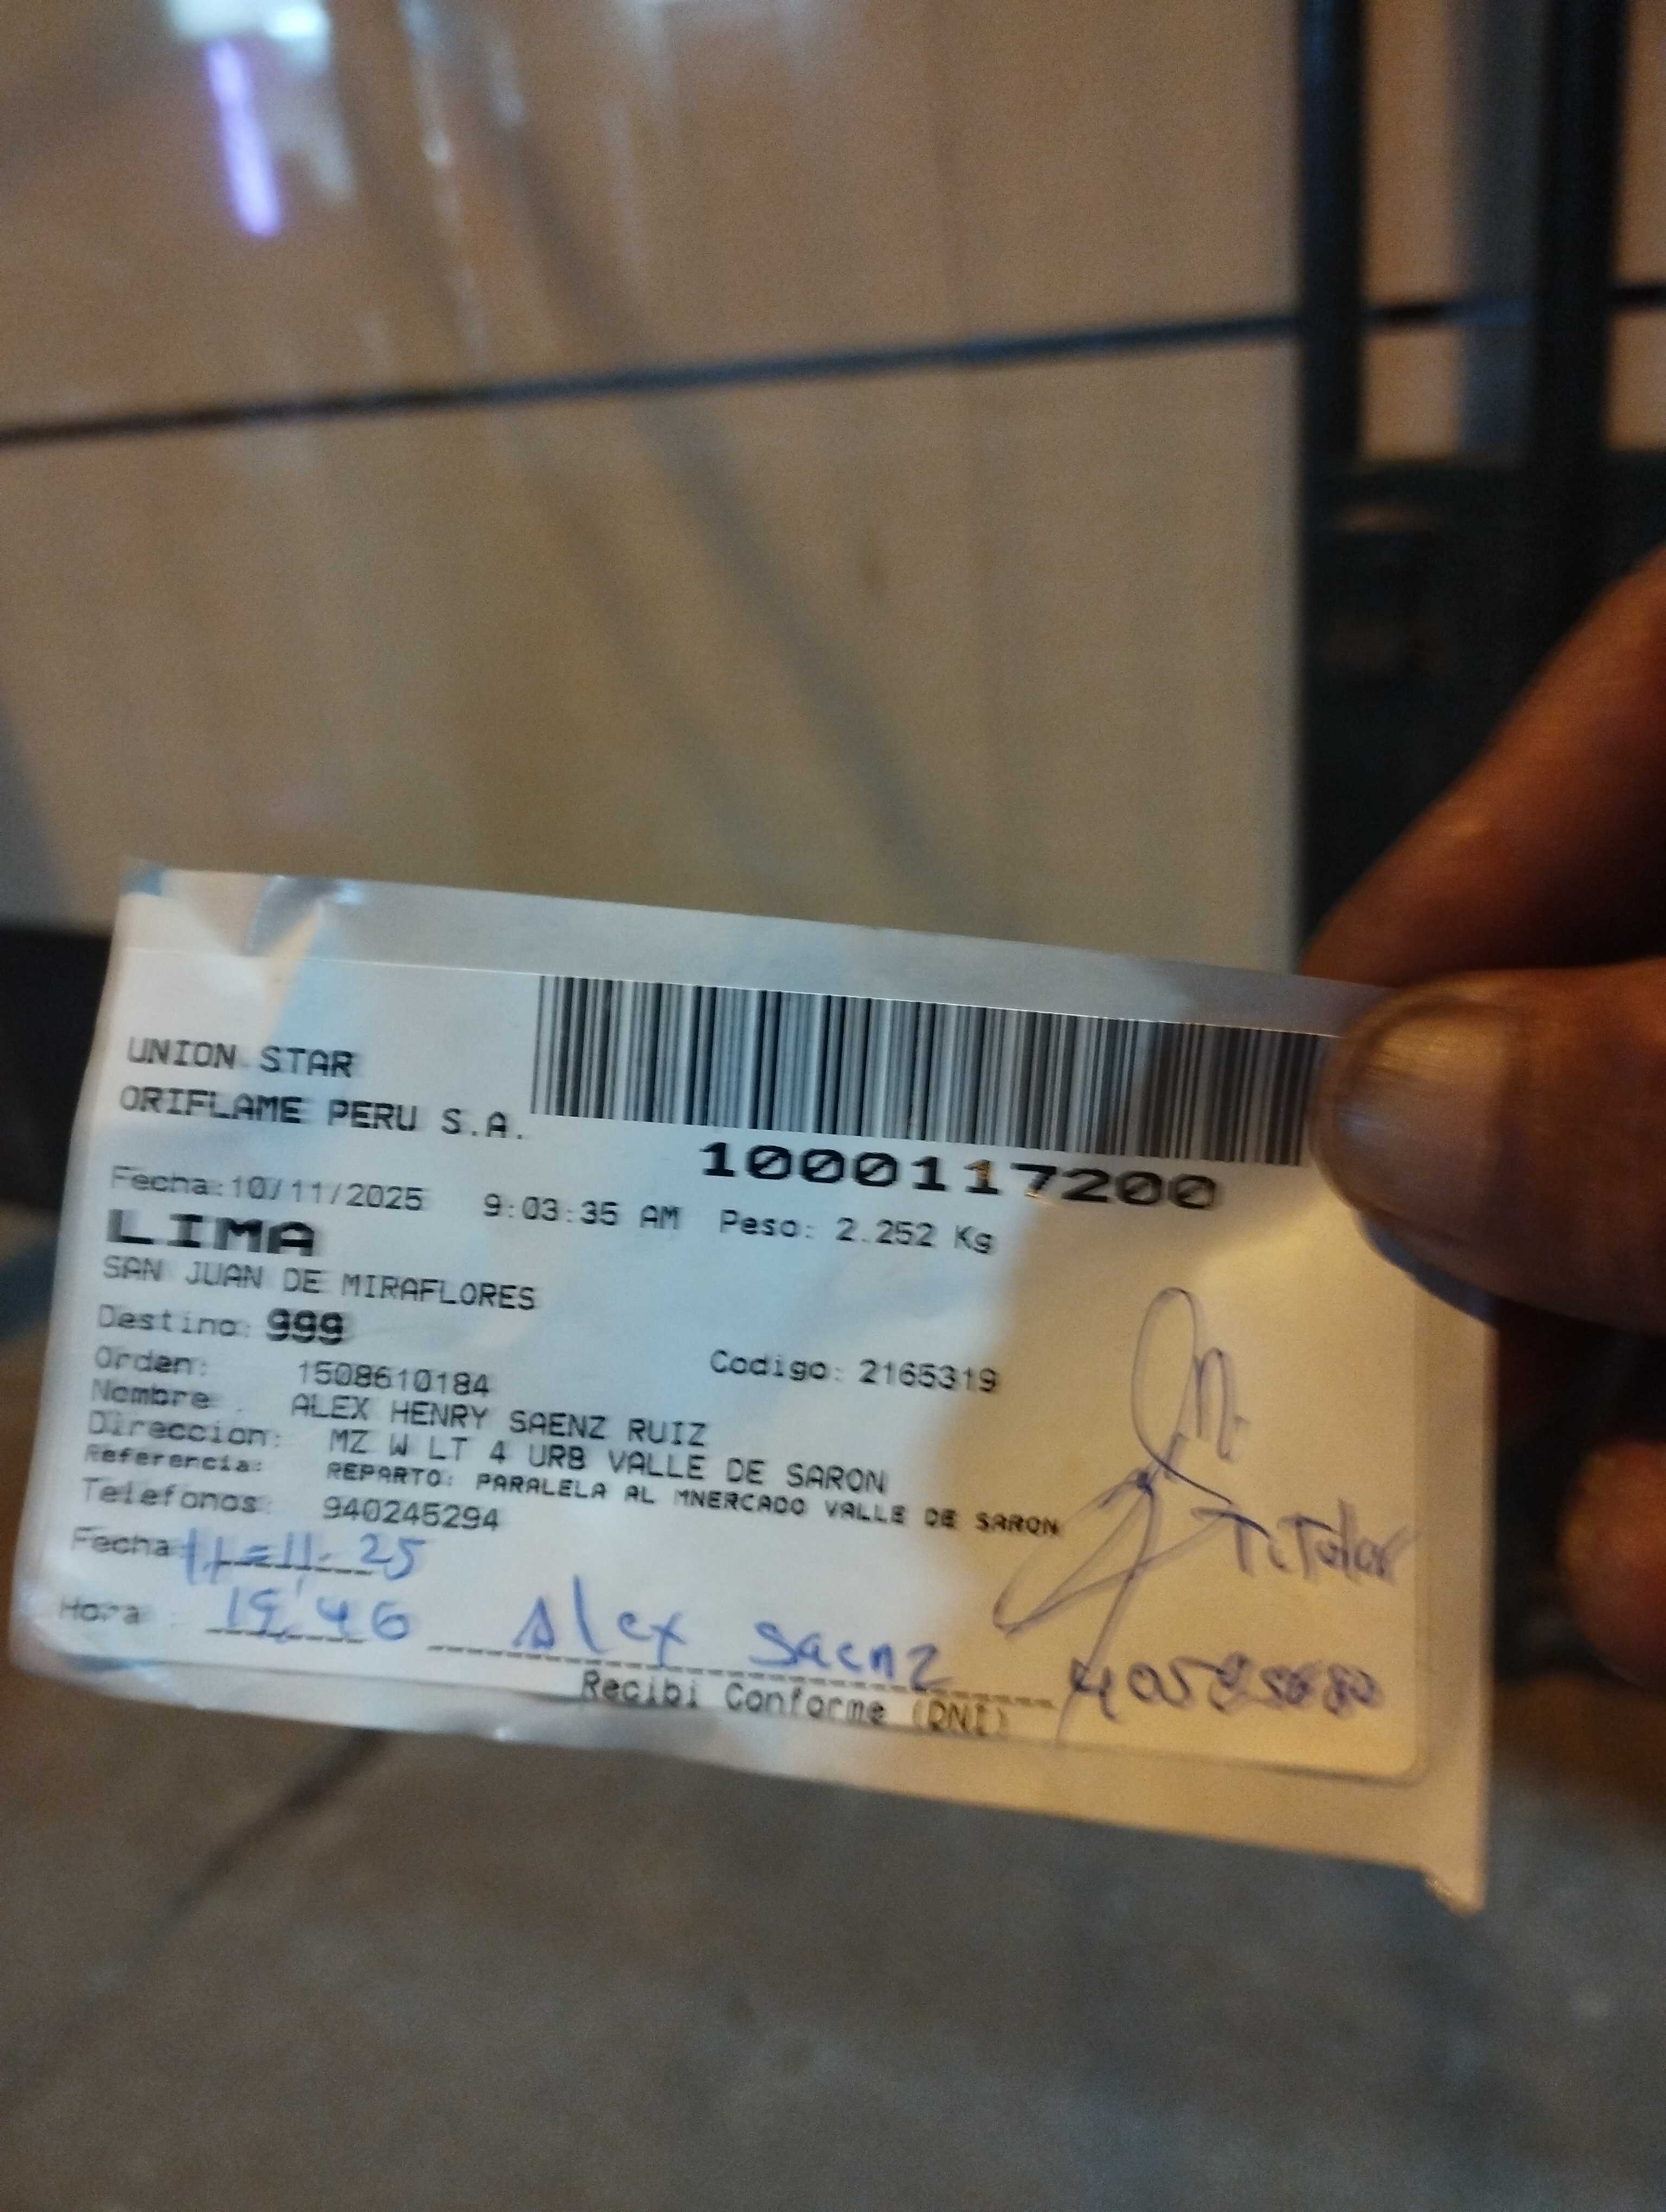 UNION STAR
ORIFLAME PERU S.A.
1000117200
Fecha:10/11/2025 9:03:35 AM Peso: 2.252 Kg
LIMA
SAN JUAN DE MIRAFLORES
Destino: 999
Orden: 1508610184 Codigo: 2165319
Nombre : ALEX HENRY SAENZ RUIZ
Direccion: MZ W LT 4 URB VALLE DE SARON
Referencia: REPARTO: PARALELA AL MNERCADO VALLE DE SARON
Telefonos: 940245294
Titular
Fecha: 11-11-25
Hora : Alex Saenz
Recibi Conforme (DNI)